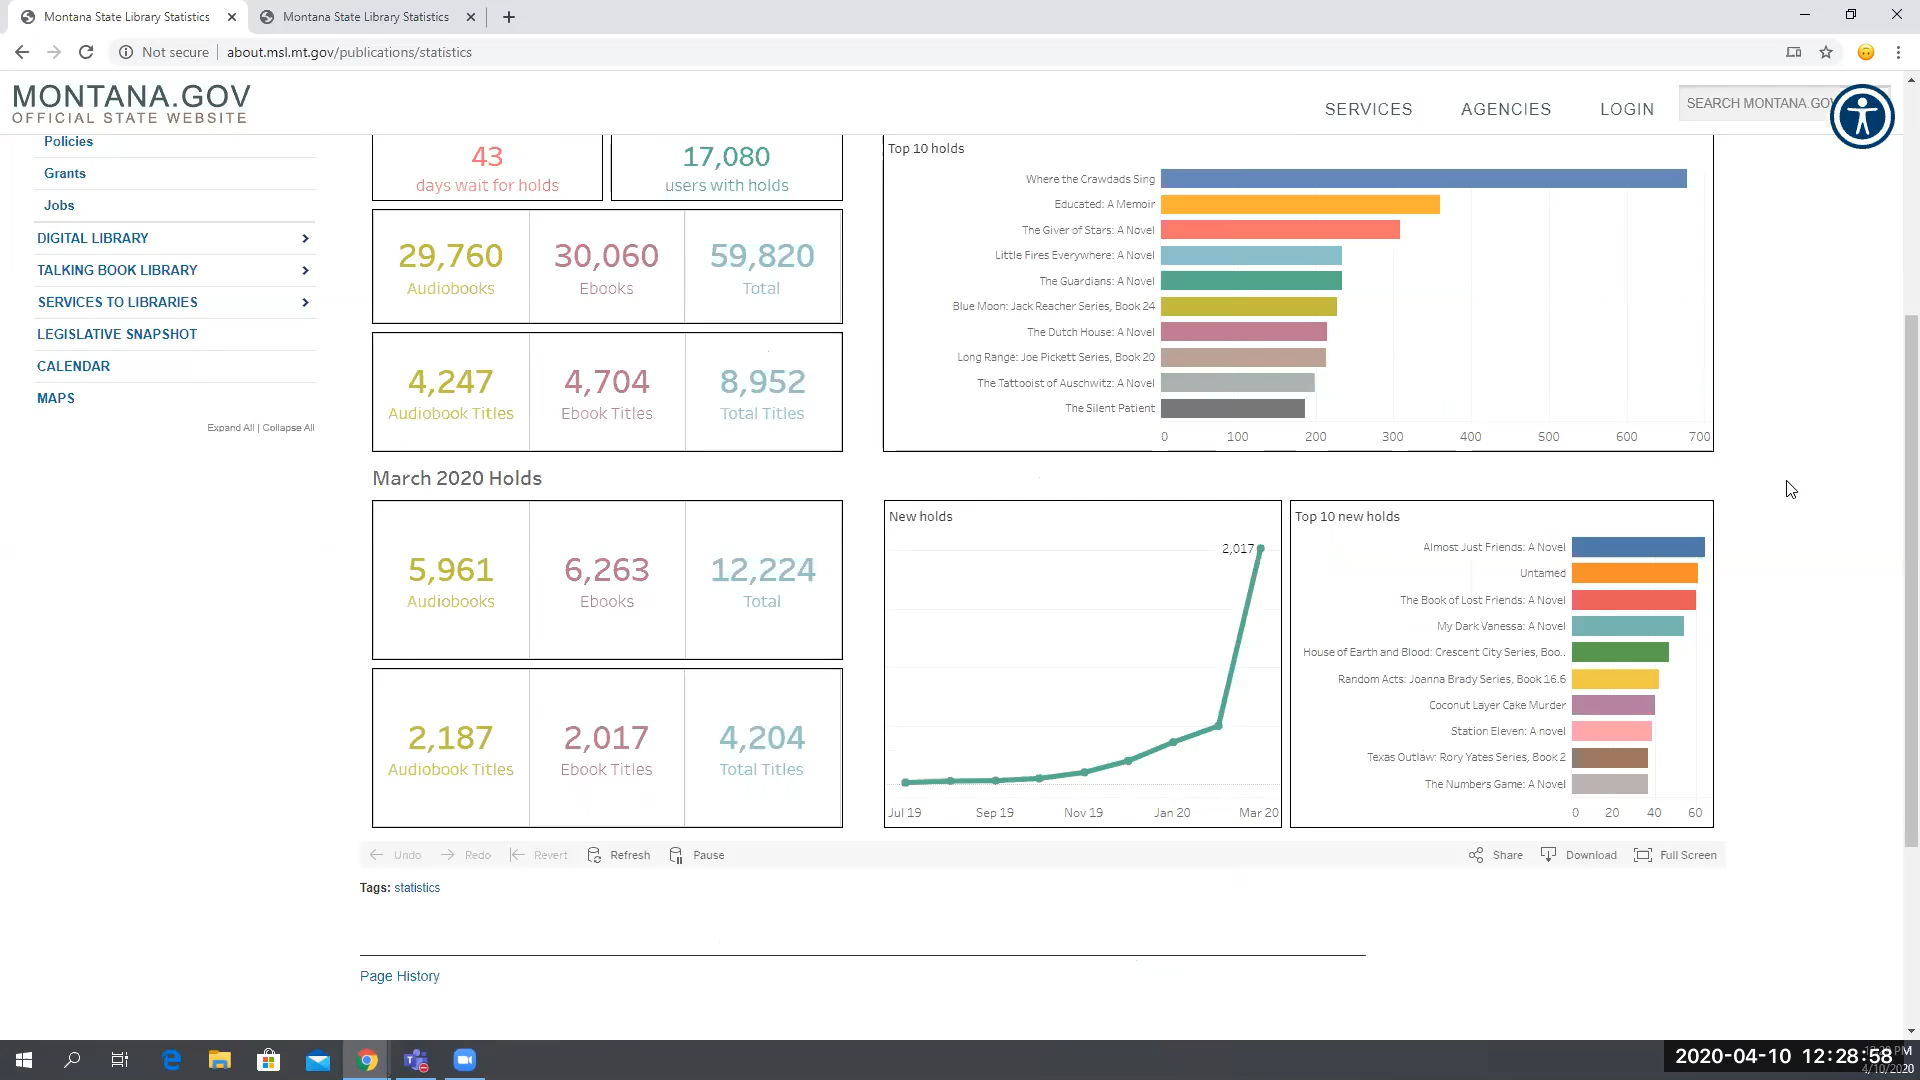 Montana State Library Statistics
Montana State Library Statistics
Not secure
about.msl.mt.gov/publications/statistics
MONTANA.GOV
OFFICIAL STATE WEBSITE
SERVICES
AGENCIES
LOGIN
SEARCH MONTANA.GOV
Policies
Grants
Jobs
DIGITAL LIBRARY
TALKING BOOK LIBRARY
SERVICES TO LIBRARIES
LEGISLATIVE SNAPSHOT
CALENDAR
MAPS
Expand All | Collapse All
43
days wait for holds
17,080
users with holds
29,760
Audiobooks
30,060
Ebooks
59,820
Total
4,247
Audiobook Titles
4,704
Ebook Titles
8,952
Total Titles
Top 10 holds
Where the Crawdads Sing
Educated: A Memoir
The Giver of Stars: A Novel
Little Fires Everywhere: A Novel
The Guardians: A Novel
Blue Moon: Jack Reacher Series, Book 24
The Dutch House: A Novel
Long Range: Joe Pickett Series, Book 20
The Tattooist of Auschwitz: A Novel
The Silent Patient
0 100 200 300 400 500 600 700
March 2020 Holds
5,961
Audiobooks
6,263
Ebooks
12,224
Total
2,187
Audiobook Titles
2,017
Ebook Titles
4,204
Total Titles
New holds
2,017
Jul 19 Sep 19 Nov 19 Jan 20 Mar 20
Top 10 new holds
Almost Just Friends: A Novel
Untamed
The Book of Lost Friends: A Novel
My Dark Vanessa: A Novel
House of Earth and Blood: Crescent City Series, Boo..
Random Acts: Joanna Brady Series, Book 16.6
Coconut Layer Cake Murder
Station Eleven: A novel
Texas Outlaw: Rory Yates Series, Book 2
The Numbers Game: A Novel
0 20 40 60
Undo Redo Revert Refresh Pause
Share Download Full Screen
Tags: statistics
Page History
2020-04-10 12:28:58
4/10/2020